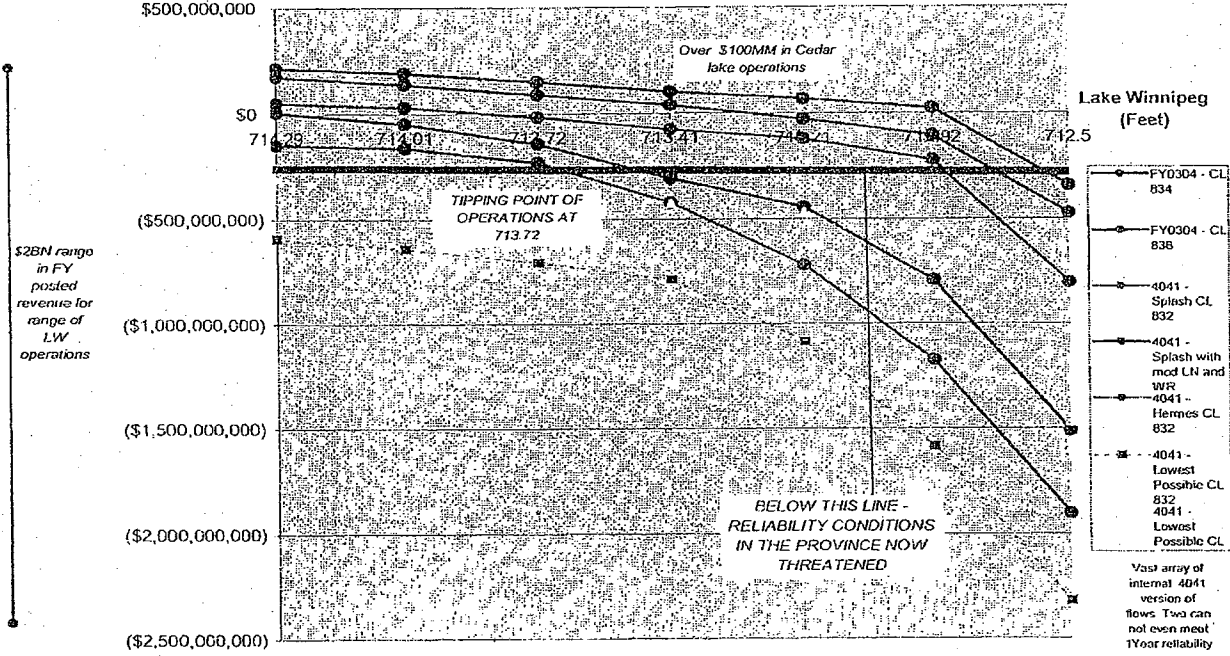 $500,000,000
$0
($500,000,000)
($1,000,000,000)
($1,500,000,000)
($2,000,000,000)
($2,500,000,000)
$2BN range
in FY
posted
revenue for
range of
LW
operations
Over $100MM in Cedar
lake operations
714.29
714.01
713.72
713.41
712.5
TIPPING POINT OF
OPERATIONS AT
713.72
BELOW THIS LINE -
RELIABILITY CONDITIONS
IN THE PROVINCE NOW
THREATENED
Lake Winnipeg
(Feet)
FY0304 - CL
834
FY0304 - CL
838
4041 -
Splash CL
832
4041 -
Splash with
mod LN and
WR
4041 -
Hermes CL
832
4041 -
Lowest
Possible CL
832
4041 -
Lowest
Possible CL
Vast array of
internal 4041
version of
flows. Two can
not even meet
1Year reliability